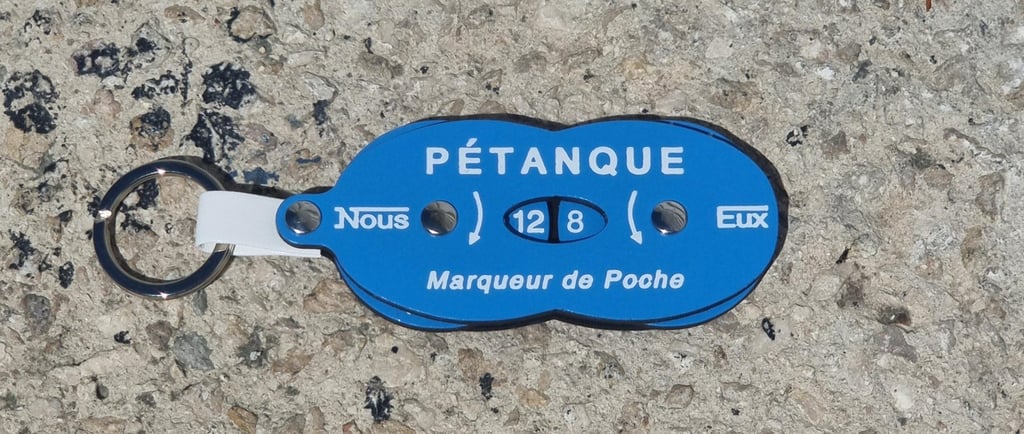 PÉTANQUE
Nous 12 8 Eux
Marqueur de Poche